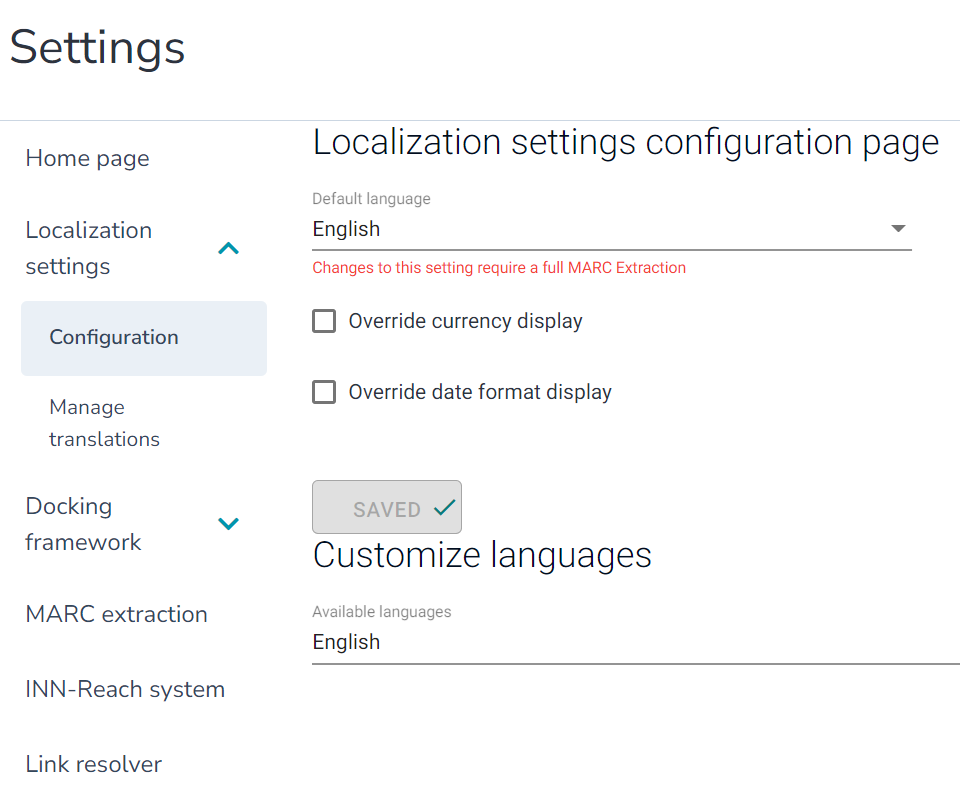 Settings
Home page
Localization
settings
Configuration
Manage
translations
Docking
framework
MARC extraction
INN-Reach system
Link resolver
Localization settings configuration page
Default language
English
Changes to this setting require a full MARC Extraction
Override currency display
Override date format display
SAVED
Customize languages
Available languages
English